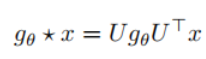 g_θ ⋆ x = U g_θ U^⊤ x